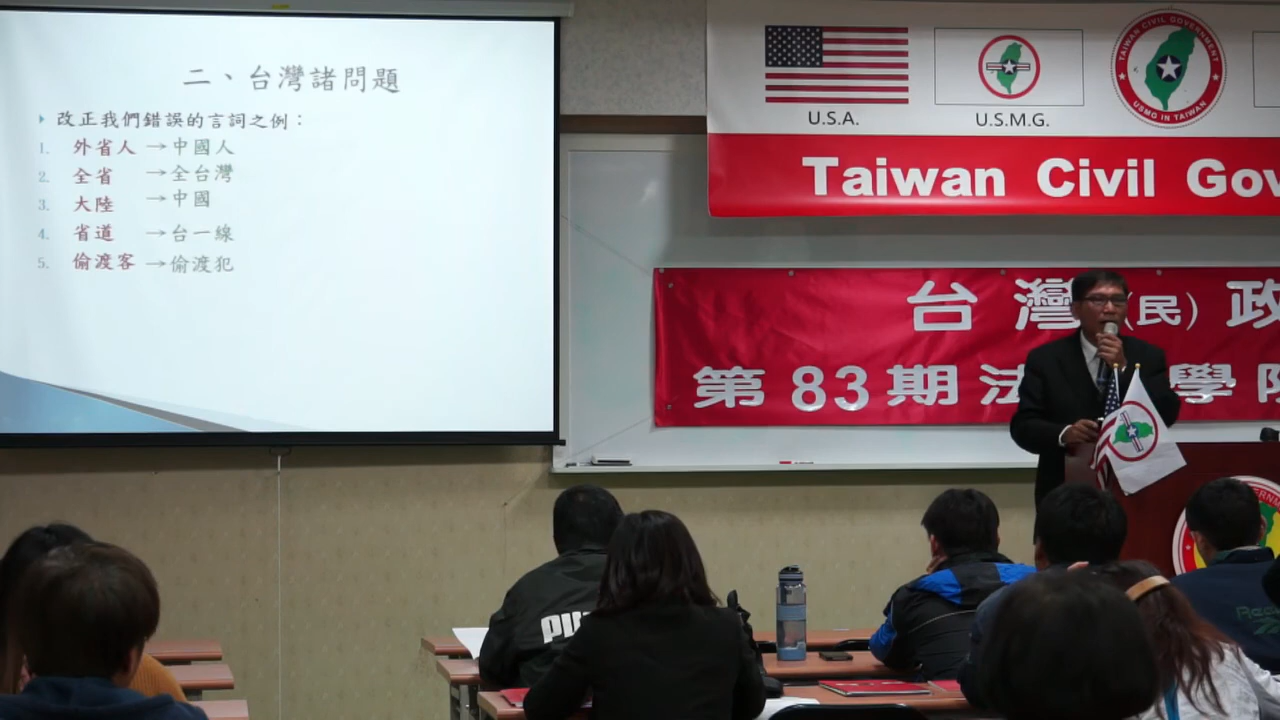 二、台灣諸問題
改正我們錯誤的言詞之例：
1. 外省人 →中國人
2. 全省 →全台灣
3. 大陸 →中國
4. 省道 →台一線
5. 偷渡客 →偷渡犯
U.S.A.
U.S.M.G.
TAIWAN CIVIL GOVERNMENT
USMG IN TAIWAN
Taiwan Civil Gov
台灣(民)政
第83期法 學院
PU